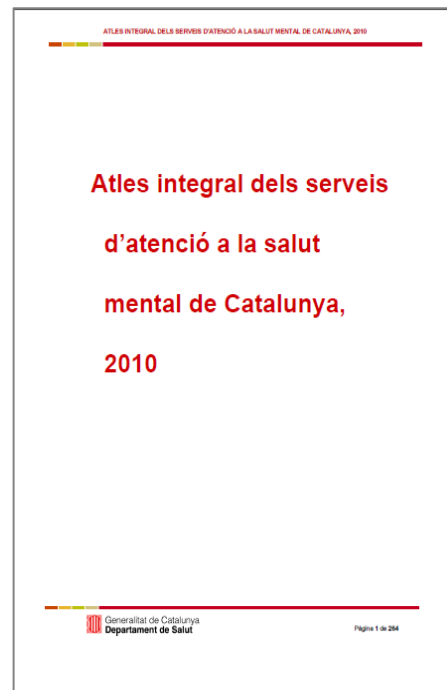 ATLES INTEGRAL DELS SERVEIS D'ATENCIÓ A LA SALUT MENTAL DE CATALUNYA, 2010
Atles integral dels serveis
d'atenció a la salut
mental de Catalunya,
2010
Generalitat de Catalunya
Departament de Salut
Pàgina 1 de 264